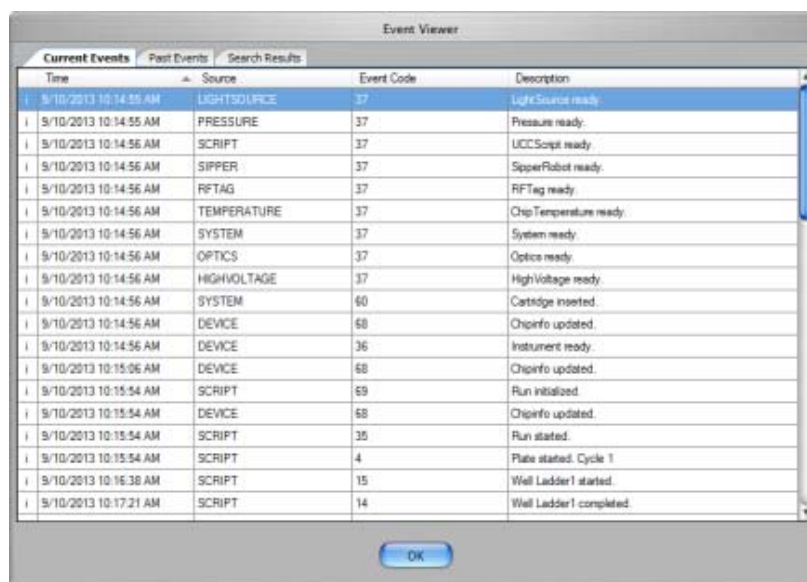 Event Viewer
Current Events Past Events Search Results
Time Source Event Code Description
i 9/10/2013 10:14:55 AM LIGHTSOURCE 37 LightSource ready.
i 9/10/2013 10:14:55 AM PRESSURE 37 Pressure ready.
i 9/10/2013 10:14:56 AM SCRIPT 37 UCCScript ready.
i 9/10/2013 10:14:56 AM SIPPER 37 SipperRobot ready.
i 9/10/2013 10:14:56 AM RFTAG 37 RFTag ready.
i 9/10/2013 10:14:56 AM TEMPERATURE 37 ChipTemperature ready.
i 9/10/2013 10:14:56 AM SYSTEM 37 System ready.
i 9/10/2013 10:14:56 AM OPTICS 37 Optics ready.
i 9/10/2013 10:14:56 AM HIGHVOLTAGE 37 HighVoltage ready.
i 9/10/2013 10:14:56 AM SYSTEM 60 Cartridge inserted.
i 9/10/2013 10:14:56 AM DEVICE 68 Chipinfo updated.
i 9/10/2013 10:14:56 AM DEVICE 36 Instrument ready.
i 9/10/2013 10:15:06 AM DEVICE 68 Chipinfo updated.
i 9/10/2013 10:15:54 AM SCRIPT 69 Run initialized.
i 9/10/2013 10:15:54 AM DEVICE 68 Chipinfo updated.
i 9/10/2013 10:15:54 AM SCRIPT 35 Run started.
i 9/10/2013 10:15:54 AM SCRIPT 4 Plate started. Cycle 1
i 9/10/2013 10:16:38 AM SCRIPT 15 Well Ladder1 started.
i 9/10/2013 10:17:21 AM SCRIPT 14 Well Ladder1 completed.
OK